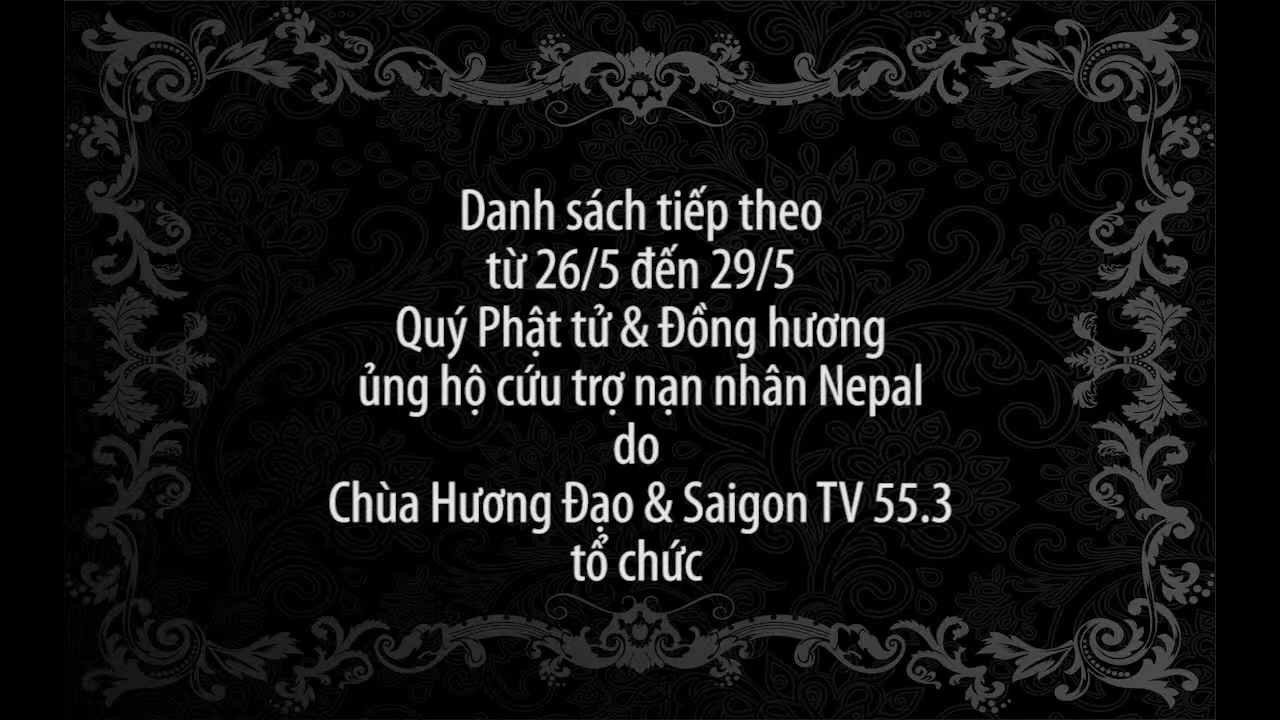 Danh sách tiếp theo
từ 26/5 đến 29/5
Quý Phật tử & Đồng hương
ủng hộ cứu trợ nạn nhân Nepal
do
Chùa Hương Đạo & Saigon TV 55.3
tổ chức